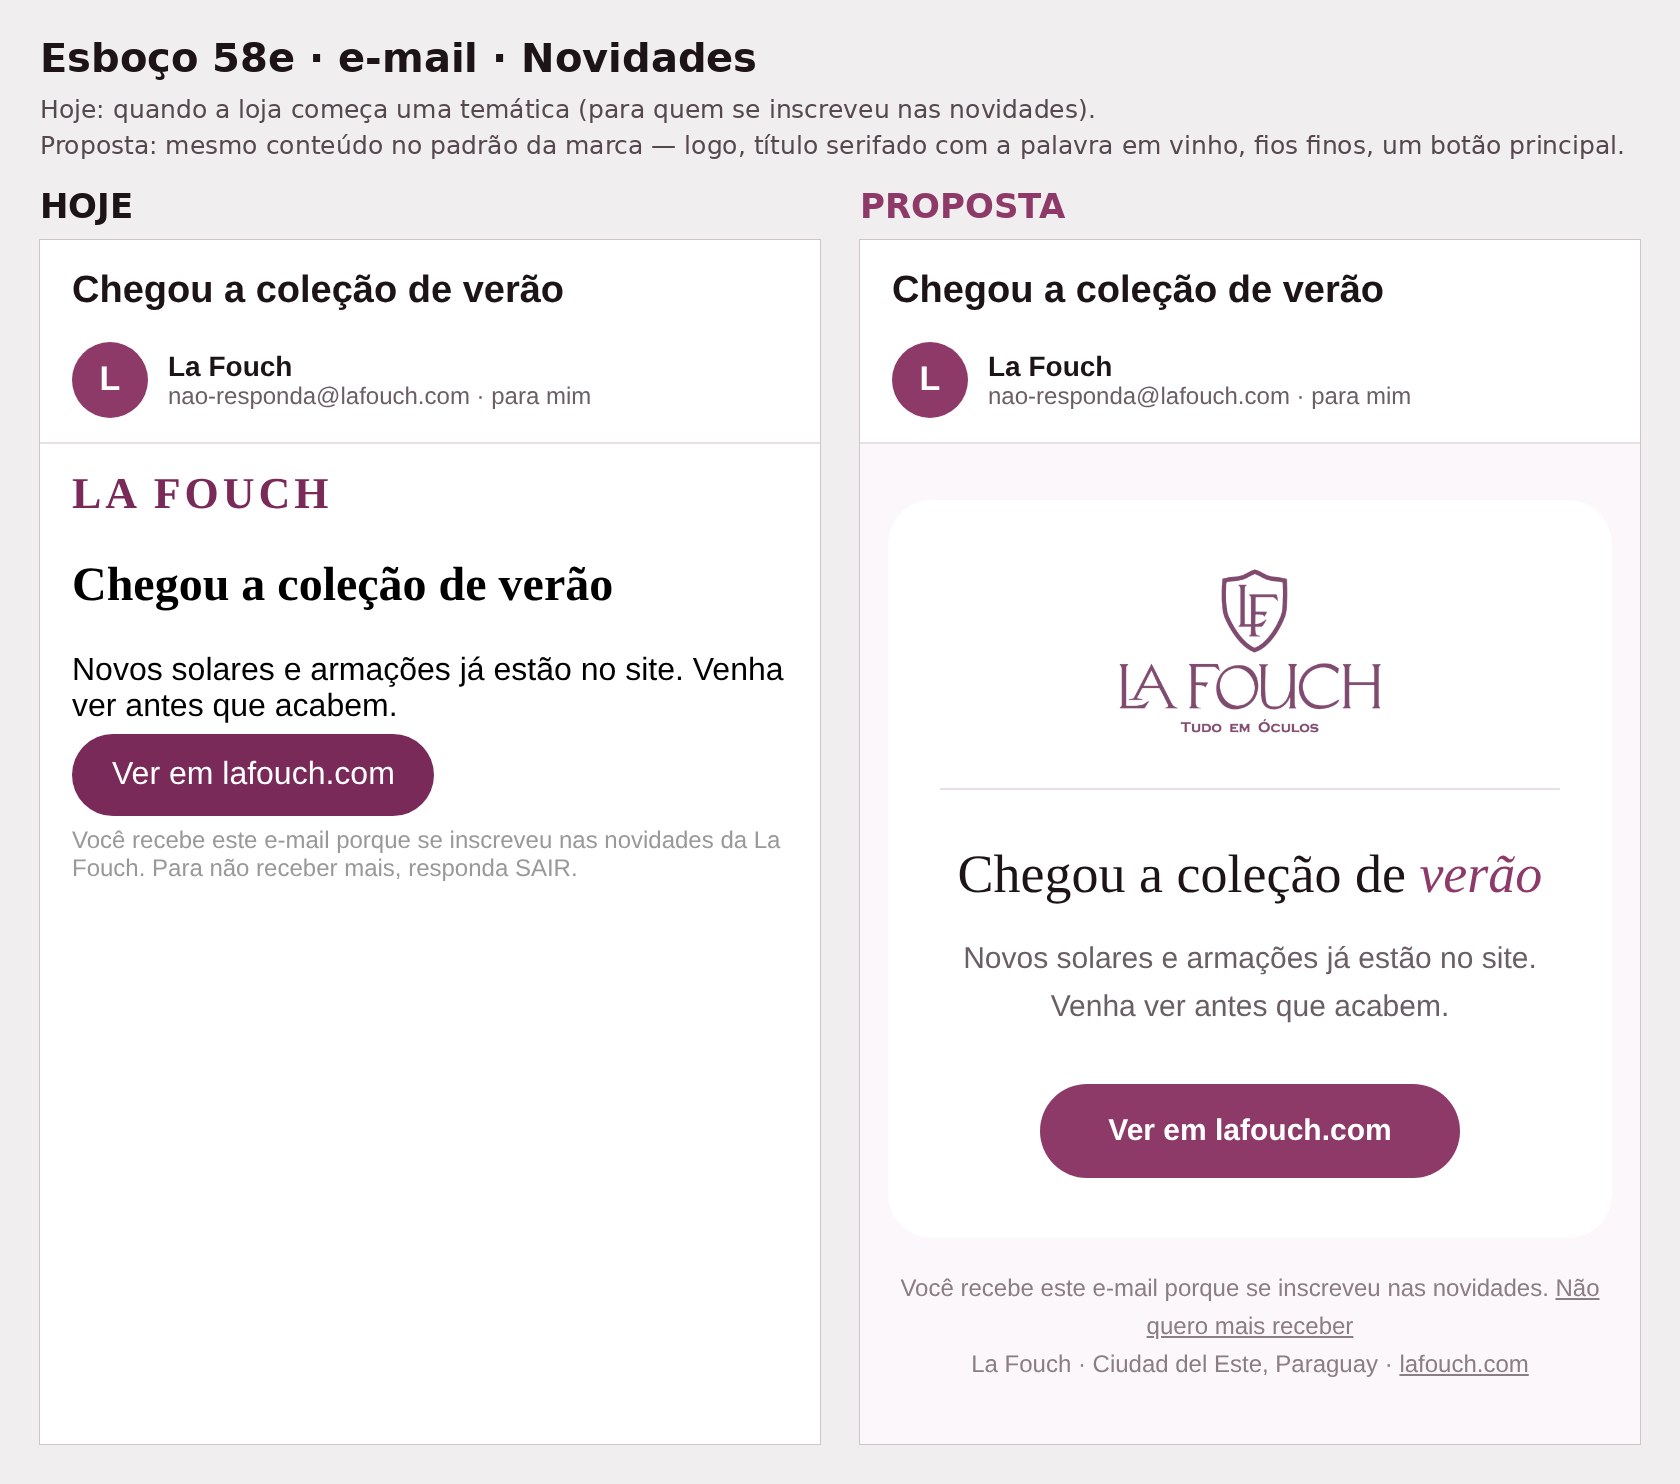 Esboço 58e · e-mail · Novidades
Hoje: quando a loja começa uma temática (para quem se inscreveu nas novidades).
Proposta: mesmo conteúdo no padrão da marca — logo, título serifado com a palavra em vinho, fios finos, um botão principal.
HOJE
Chegou a coleção de verão
L
La Fouch
nao-responda@lafouch.com · para mim
LA FOUCH
Chegou a coleção de verão
Novos solares e armações já estão no site. Venha
ver antes que acabem.
Ver em lafouch.com
Você recebe este e-mail porque se inscreveu nas novidades da La
Fouch. Para não receber mais, responda SAIR.
PROPOSTA
Chegou a coleção de verão
L
La Fouch
nao-responda@lafouch.com · para mim
LF
LA FOUCH
Tudo em Óculos
Chegou a coleção de verão
Novos solares e armações já estão no site.
Venha ver antes que acabem.
Ver em lafouch.com
Você recebe este e-mail porque se inscreveu nas novidades. Não
quero mais receber
La Fouch · Ciudad del Este, Paraguay · lafouch.com